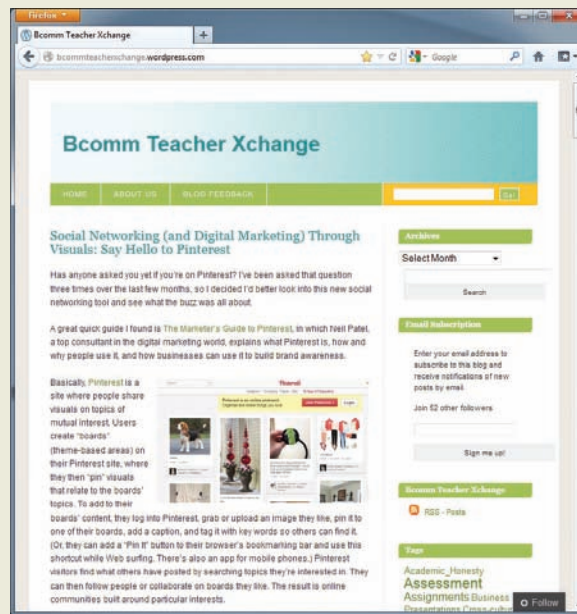 Firefox
Bcomm Teacher Xchange
bcommteacherxchange.wordpress.com
Google
Bcomm Teacher Xchange
HOME
ABOUT US
BLOG FEEDBACK
Go!
Social Networking (and Digital Marketing) Through
Visuals: Say Hello to Pinterest
Has anyone asked you yet if you're on Pinterest? I've been asked that question
three times over the last few months, so I decided I'd better look into this new social
networking tool and see what the buzz was all about.
A great quick guide I found is The Marketer's Guide to Pinterest, in which Neil Patel,
a top consultant in the digital marketing world, explains what Pinterest is, how and
why people use it, and how businesses can use it to build brand awareness.
Basically, Pinterest is a
site where people share
visuals on topics of
mutual interest. Users
create "boards"
(theme-based areas) on
their Pinterest site, where
they then "pin" visuals
that relate to the boards'
topics. To add to their
boards' content, they log into Pinterest, grab or upload an image they like, pin it to
one of their boards, add a caption, and tag it with key words so others can find it.
(Or, they can add a "Pin It" button to their browser's bookmarking bar and use this
shortcut while Web surfing. There's also an app for mobile phones.) Pinterest
visitors find what others have posted by searching topics they're interested in. They
can then follow people or collaborate on boards they like. The result is online
communities built around particular interests.
Pinterest
Archives
Select Month
Search
Email Subscription
Enter your email address to
subscribe to this blog and
receive notifications of new
posts by email.
Join 52 other followers
Sign me up!
Bcomm Teacher Xchange
RSS - Posts
Tags
Academic_Honesty
Assessment
Assignments Business
Presentations Cross-cultural
Follow